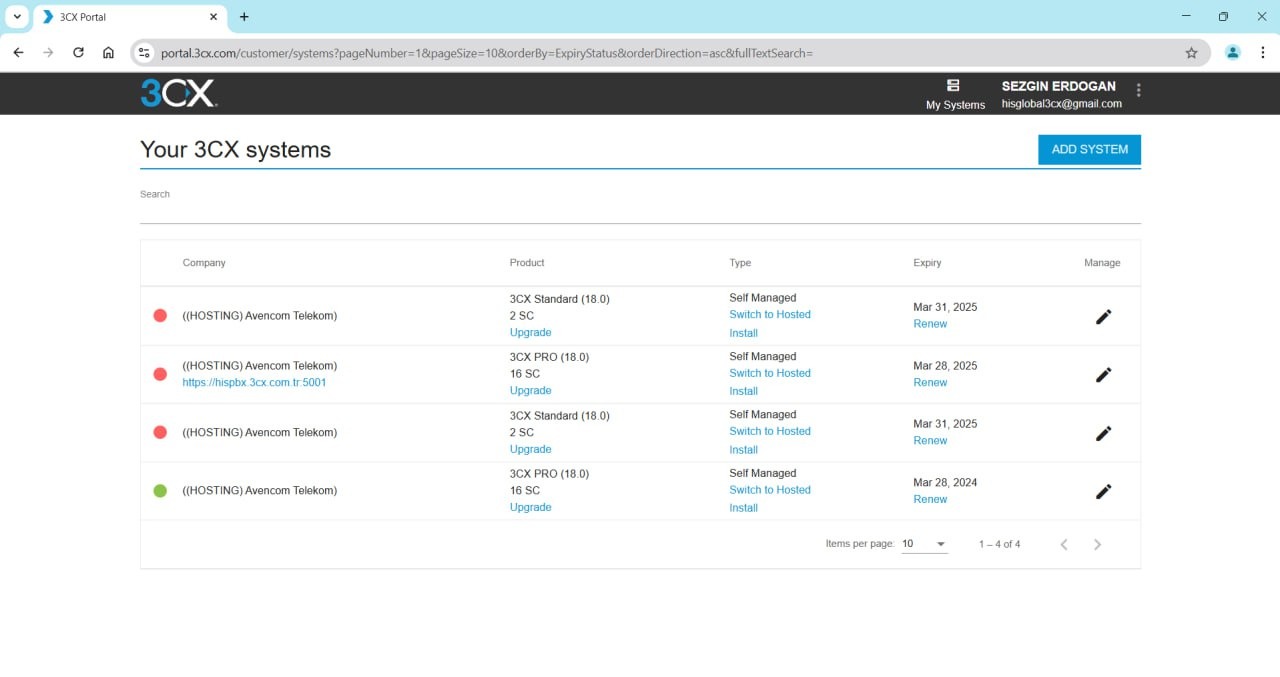 3CX Portal
portal.3cx.com/customer/systems?pageNumber=1&pageSize=10&orderBy=ExpiryStatus&orderDirection=asc&fullTextSearch=
3CX
My Systems
SEZGIN ERDOGAN
hisglobal3cx@gmail.com
Your 3CX systems
ADD SYSTEM
Search
Company Product Type Expiry Manage
((HOSTING) Avencom Telekom)
3CX Standard (18.0)
2 SC
Upgrade
Self Managed
Switch to Hosted
Install
Mar 31, 2025
Renew
((HOSTING) Avencom Telekom)
https://hispbx.3cx.com.tr:5001
3CX PRO (18.0)
16 SC
Upgrade
Self Managed
Switch to Hosted
Install
Mar 28, 2025
Renew
((HOSTING) Avencom Telekom)
3CX Standard (18.0)
2 SC
Upgrade
Self Managed
Switch to Hosted
Install
Mar 31, 2025
Renew
((HOSTING) Avencom Telekom)
3CX PRO (18.0)
16 SC
Upgrade
Self Managed
Switch to Hosted
Install
Mar 28, 2024
Renew
Items per page: 10 1 – 4 of 4